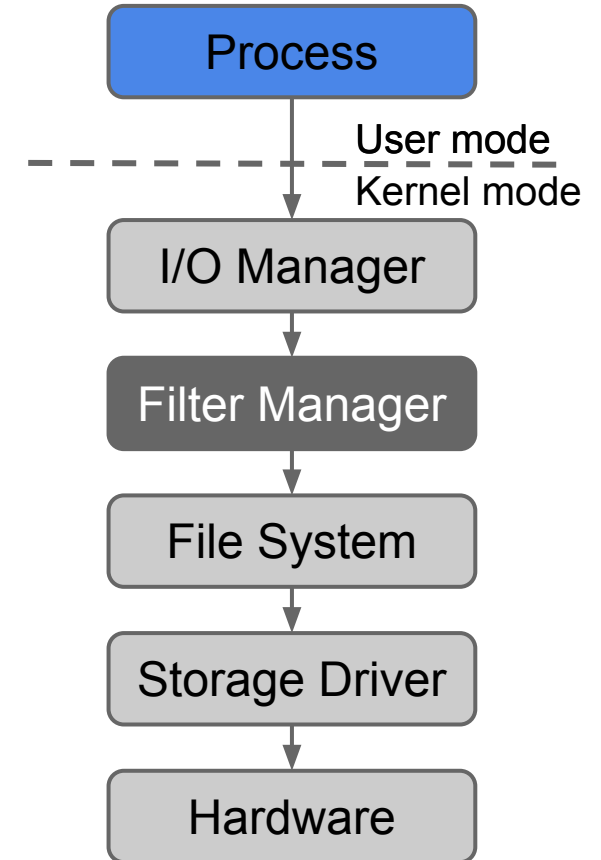 Process
User mode
Kernel mode
I/O Manager
Filter Manager
File System
Storage Driver
Hardware